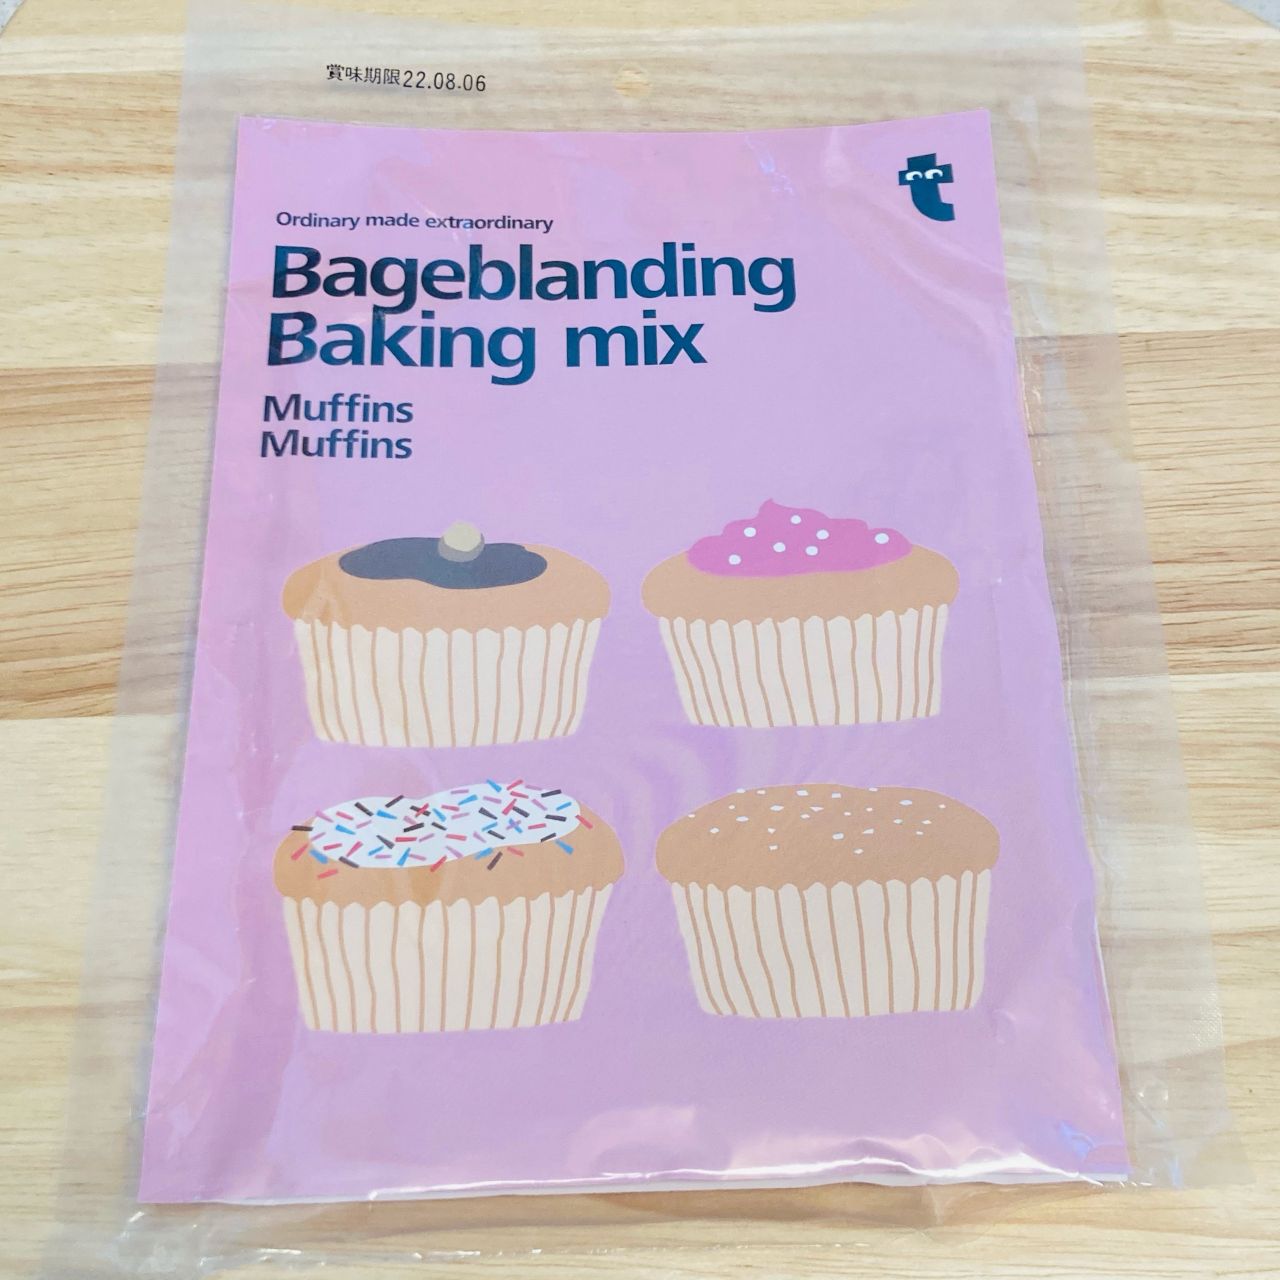 賞味期限22.08.06
Ordinary made extraordinary
Bageblanding
Baking mix
Muffins
Muffins